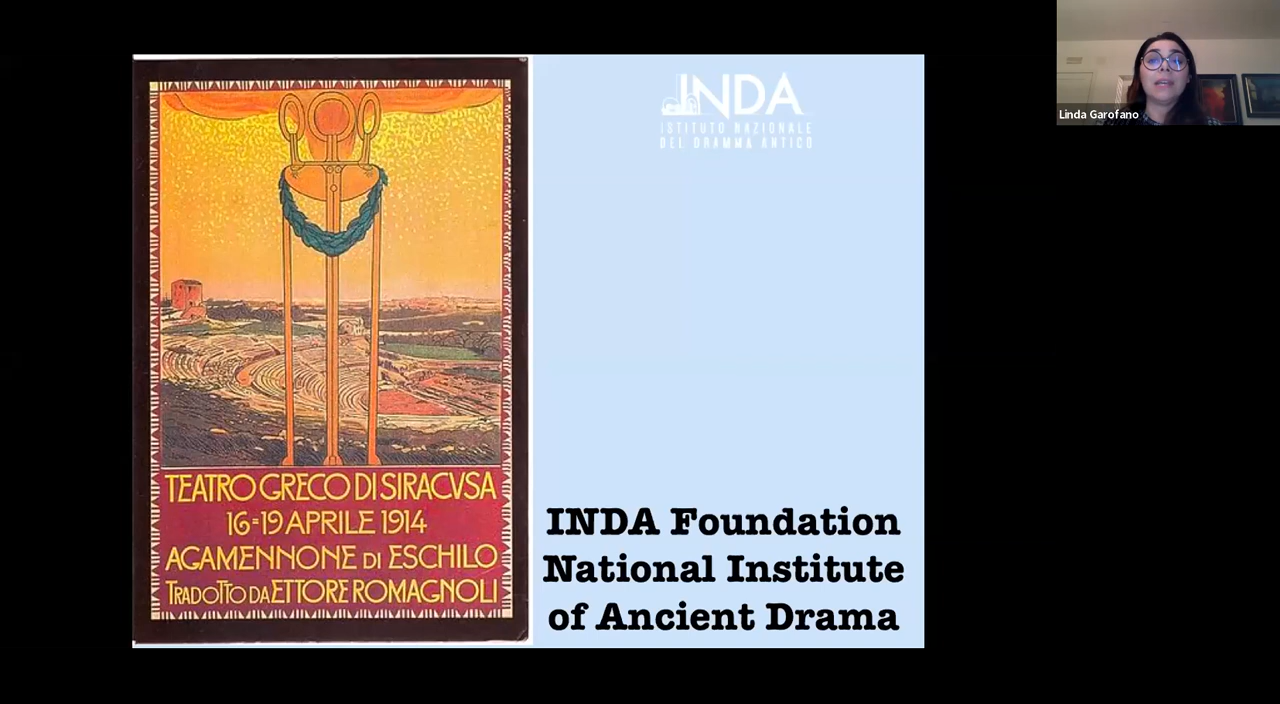 TEATRO GRECO DI SIRACVSA
16=19 APRILE 1914
AGAMENNONE DI ESCHILO
TRADOTTO DA ETTORE ROMAGNOLI
INDA
ISTITUTO NAZIONALE
DEL DRAMMA ANTICO
INDA Foundation
National Institute
of Ancient Drama
Linda Garofano